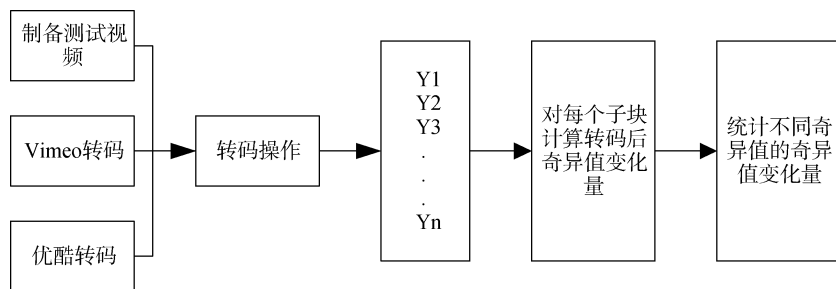 制备测试视
频
Vimeo转码
优酷转码
转码操作
Y1
Y2
Y3
.
.
.
Yn
对每个子块
计算转码后
奇异值变化
量
统计不同奇
异值的奇异
值变化量